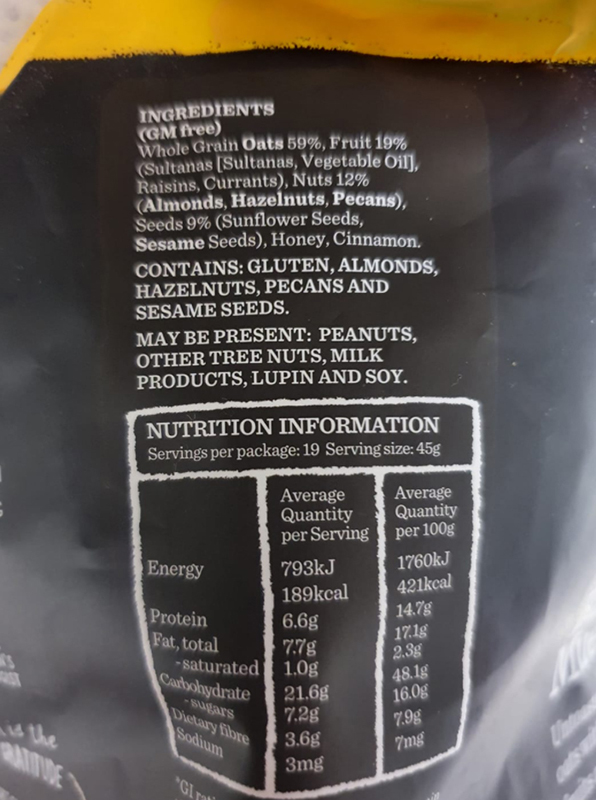 INGREDIENTS
(GM free)
Whole Grain Oats 59%, Fruit 19%
(Sultanas [Sultanas, Vegetable Oil],
Raisins, Currants), Nuts 12%
(Almonds, Hazelnuts, Pecans),
Seeds 9% (Sunflower Seeds,
Sesame Seeds), Honey, Cinnamon.
CONTAINS: GLUTEN, ALMONDS,
HAZELNUTS, PECANS AND
SESAME SEEDS.
MAY BE PRESENT: PEANUTS,
OTHER TREE NUTS, MILK
PRODUCTS, LUPIN AND SOY.
NUTRITION INFORMATION
Servings per package: 19 Serving size: 45g
Average Quantity per Serving Average Quantity per 100g
Energy 793kJ 1760kJ
189kcal 421kcal
Protein 6.6g 14.7g
Fat, total 7.7g 17.1g
- saturated 1.0g 2.3g
Carbohydrate 21.6g 48.1g
- sugars 7.2g 16.0g
Dietary fibre 3.6g 7.9g
Sodium 3mg 7mg
*GI
the